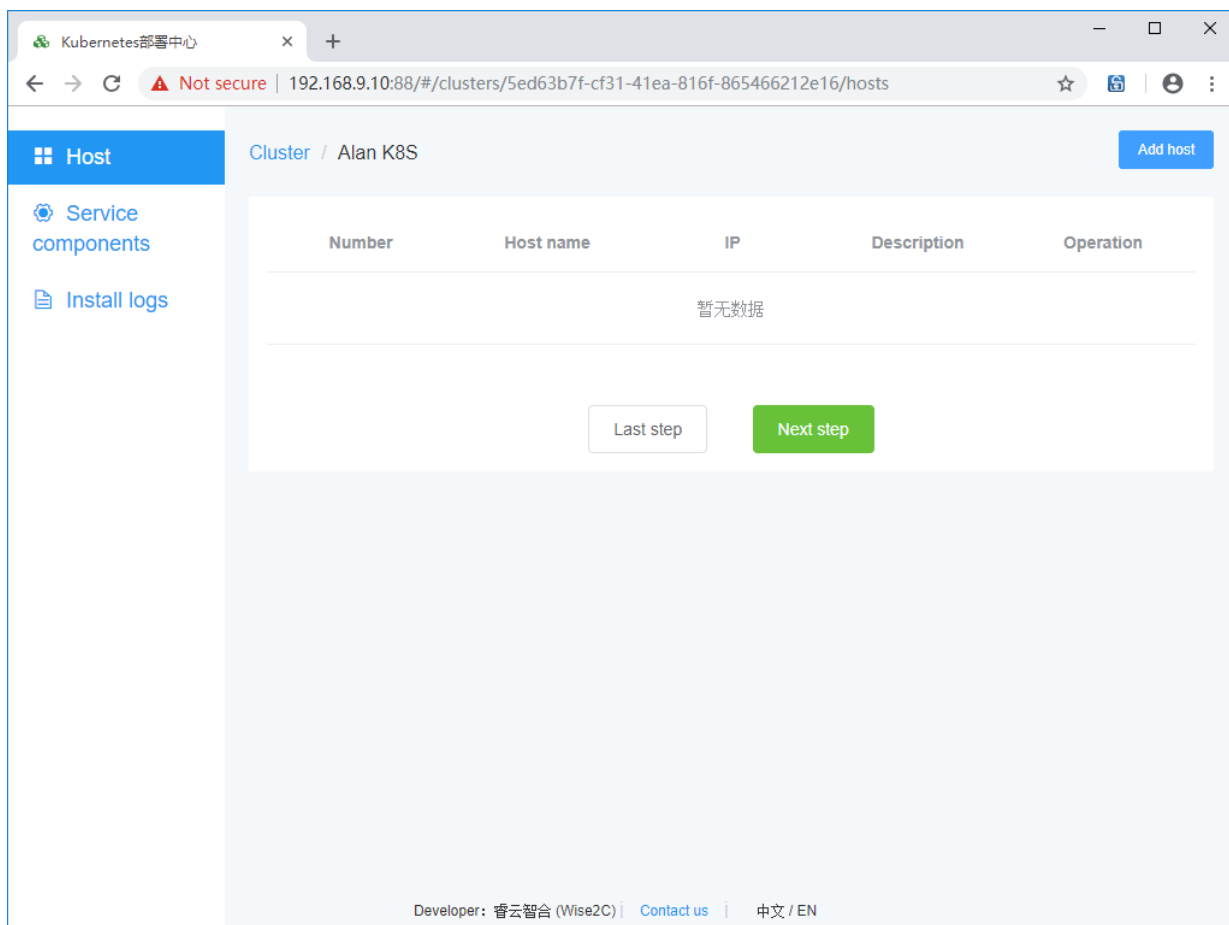 Kubernetes部署中心
Not secure | 192.168.9.10:88/#/clusters/5ed63b7f-cf31-41ea-816f-865466212e16/hosts
Host
Cluster / Alan K8S
Add host
Service
components
Install logs
Number Host name IP Description Operation
暂无数据
Last step Next step
Developer：睿云智合 (Wise2C) | Contact us | 中文 / EN